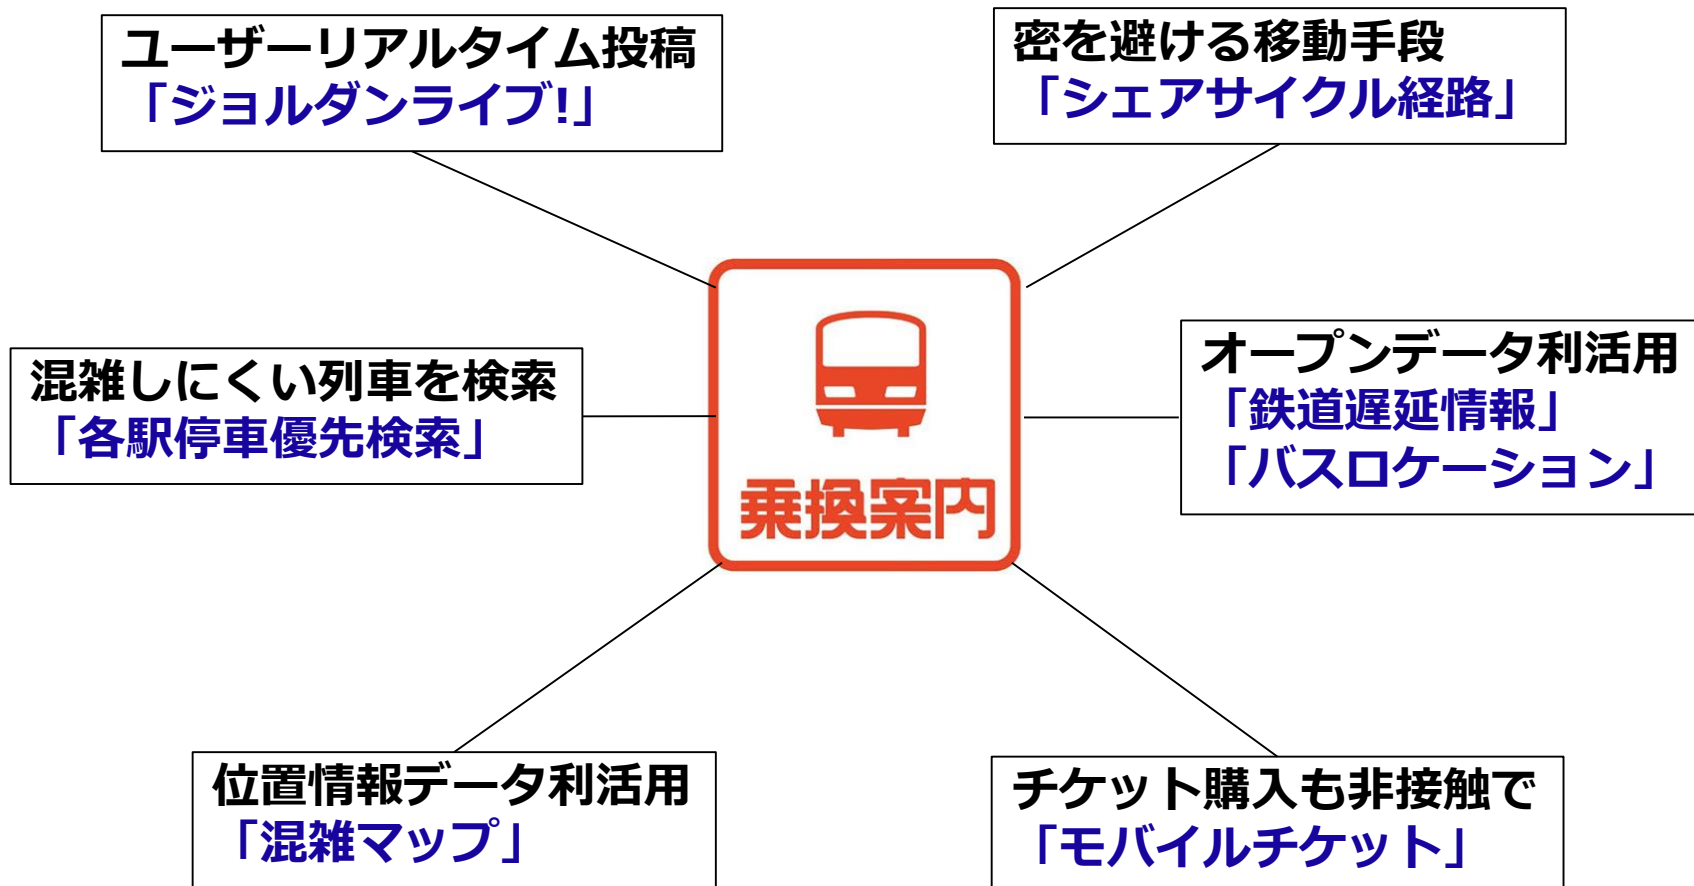 ユーザーリアルタイム投稿
「ジョルダンライブ!」
密を避ける移動手段
「シェアサイクル経路」
混雑しにくい列車を検索
「各駅停車優先検索」
乗換案内
オープンデータ利活用
「鉄道遅延情報」
「バスロケーション」
位置情報データ利活用
「混雑マップ」
チケット購入も非接触で
「モバイルチケット」